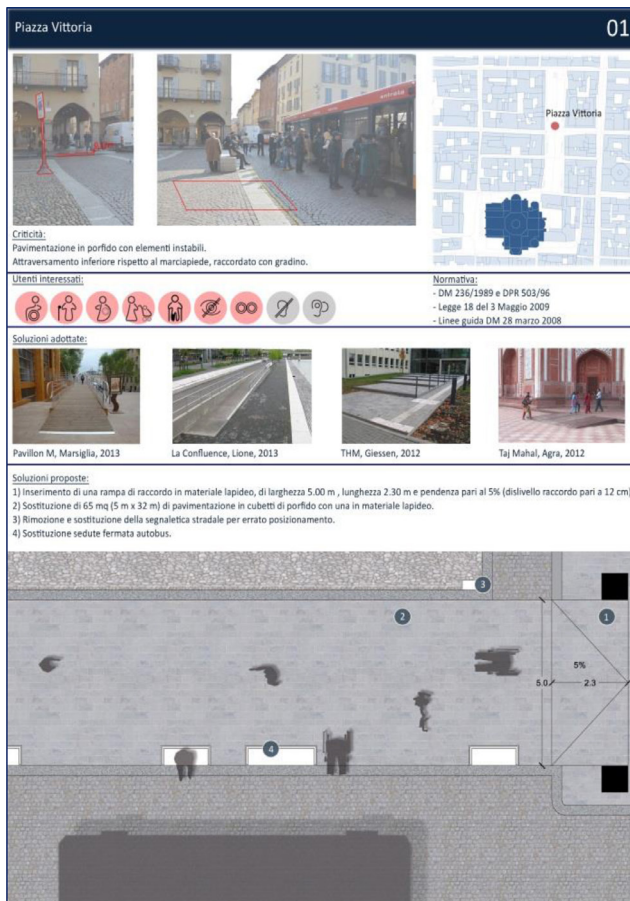 Piazza Vittoria
01
Piazza Vittoria
Criticità:
Pavimentazione in porfido con elementi instabili.
Attraversamento inferiore rispetto al marciapiede, raccordato con gradino.
Utenti interessati:
Normativa:
- DM 236/1989 e DPR 503/96
- Legge 18 del 3 Maggio 2009
- Linee guida DM 28 marzo 2008
Soluzioni adottate:
Pavillon M, Marsiglia, 2013
La Confluence, Lione, 2013
THM, Giessen, 2012
Taj Mahal, Agra, 2012
Soluzioni proposte:
1) Inserimento di una rampa di raccordo in materiale lapideo, di larghezza 5.00 m , lunghezza 2.30 m e pendenza pari al 5% (dislivello raccordo pari a 12 cm)
2) Sostituzione di 65 mq (5 m x 32 m) di pavimentazione in cubetti di porfido con una in materiale lapideo.
3) Rimozione e sostituzione della segnaletica stradale per errato posizionamento.
4) Sostituzione sedute fermata autobus.
3
2
1
5%
5.0
2.3
4